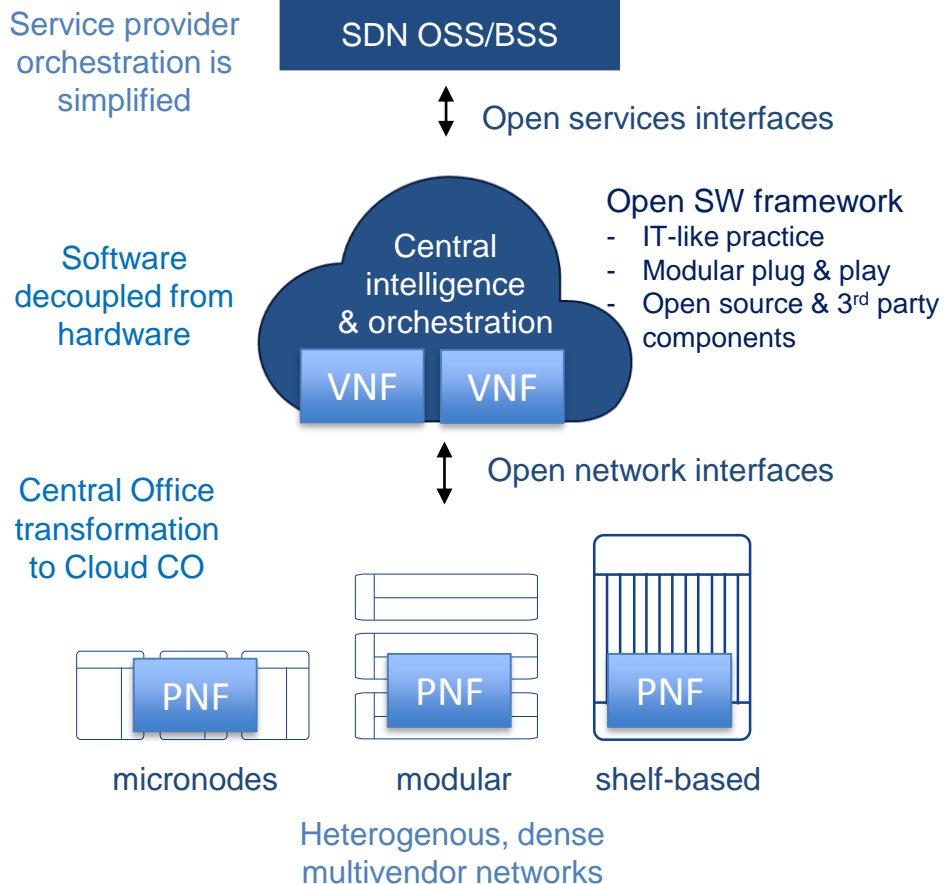 Service provider
orchestration is
simplified
SDN OSS/BSS
Open services interfaces
Software
decoupled from
hardware
Central
intelligence
& orchestration
VNF
VNF
Open SW framework
- IT-like practice
- Modular plug & play
- Open source & 3rd party
components
Open network interfaces
Central Office
transformation
to Cloud CO
PNF
PNF
PNF
micronodes
modular
shelf-based
Heterogenous, dense
multivendor networks